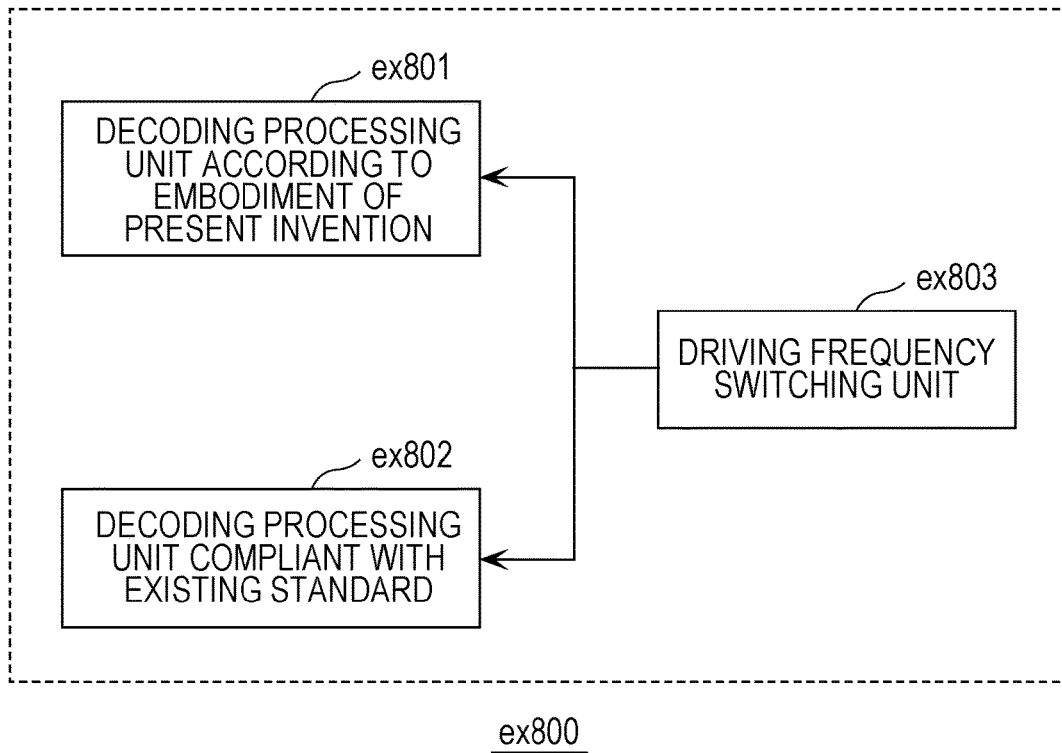 ex801
DECODING PROCESSING
UNIT ACCORDING TO
EMBODIMENT OF
PRESENT INVENTION
ex803
DRIVING FREQUENCY
SWITCHING UNIT
ex802
DECODING PROCESSING
UNIT COMPLIANT WITH
EXISTING STANDARD
ex800